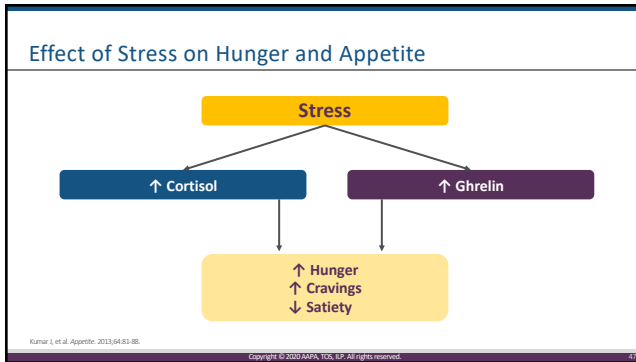 Effect of Stress on Hunger and Appetite
Stress
↑ Cortisol
↑ Ghrelin
↑ Hunger
↑ Cravings
↓ Satiety
Kumar J, et al. Appetite. 2013;64:81-88.
Copyright © 2020 AAPA, TOS, ILP. All rights reserved.
47